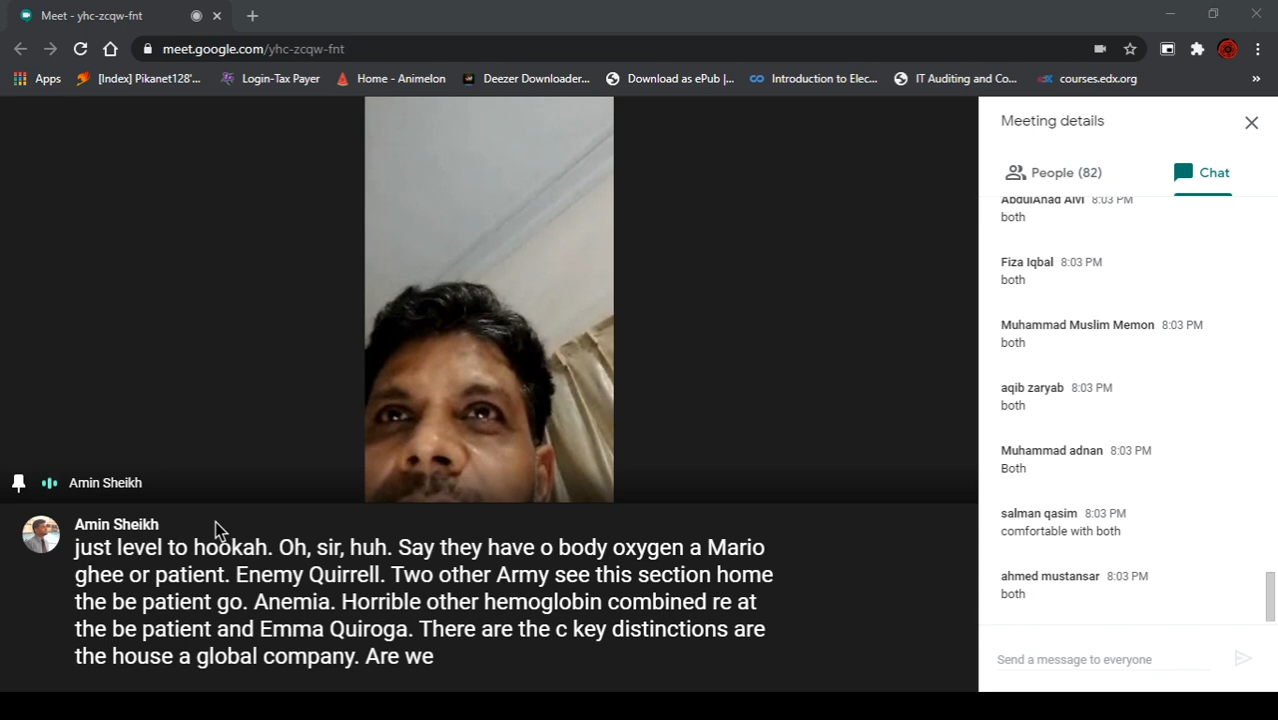 Meet - yhc-zcqw-fnt
meet.google.com/yhc-zcqw-fnt
Apps
[Index] Pikanet128'...
Login-Tax Payer
Home - Animelon
Deezer Downloader...
Download as ePub |...
Introduction to Elec...
IT Auditing and Co...
courses.edx.org
»
Meeting details
People (82)
Chat
AbdulAhad Alvi 8:03 PM
both
Fiza Iqbal 8:03 PM
both
Muhammad Muslim Memon 8:03 PM
both
aqib zaryab 8:03 PM
both
Muhammad adnan 8:03 PM
Both
salman qasim 8:03 PM
comfortable with both
ahmed mustansar 8:03 PM
both
Send a message to everyone
Amin Sheikh
Amin Sheikh
just level to hookah. Oh, sir, huh. Say they have o body oxygen a Mario
ghee or patient. Enemy Quirrell. Two other Army see this section home
the be patient go. Anemia. Horrible other hemoglobin combined re at
the be patient and Emma Quiroga. There are the c key distinctions are
the house a global company. Are we